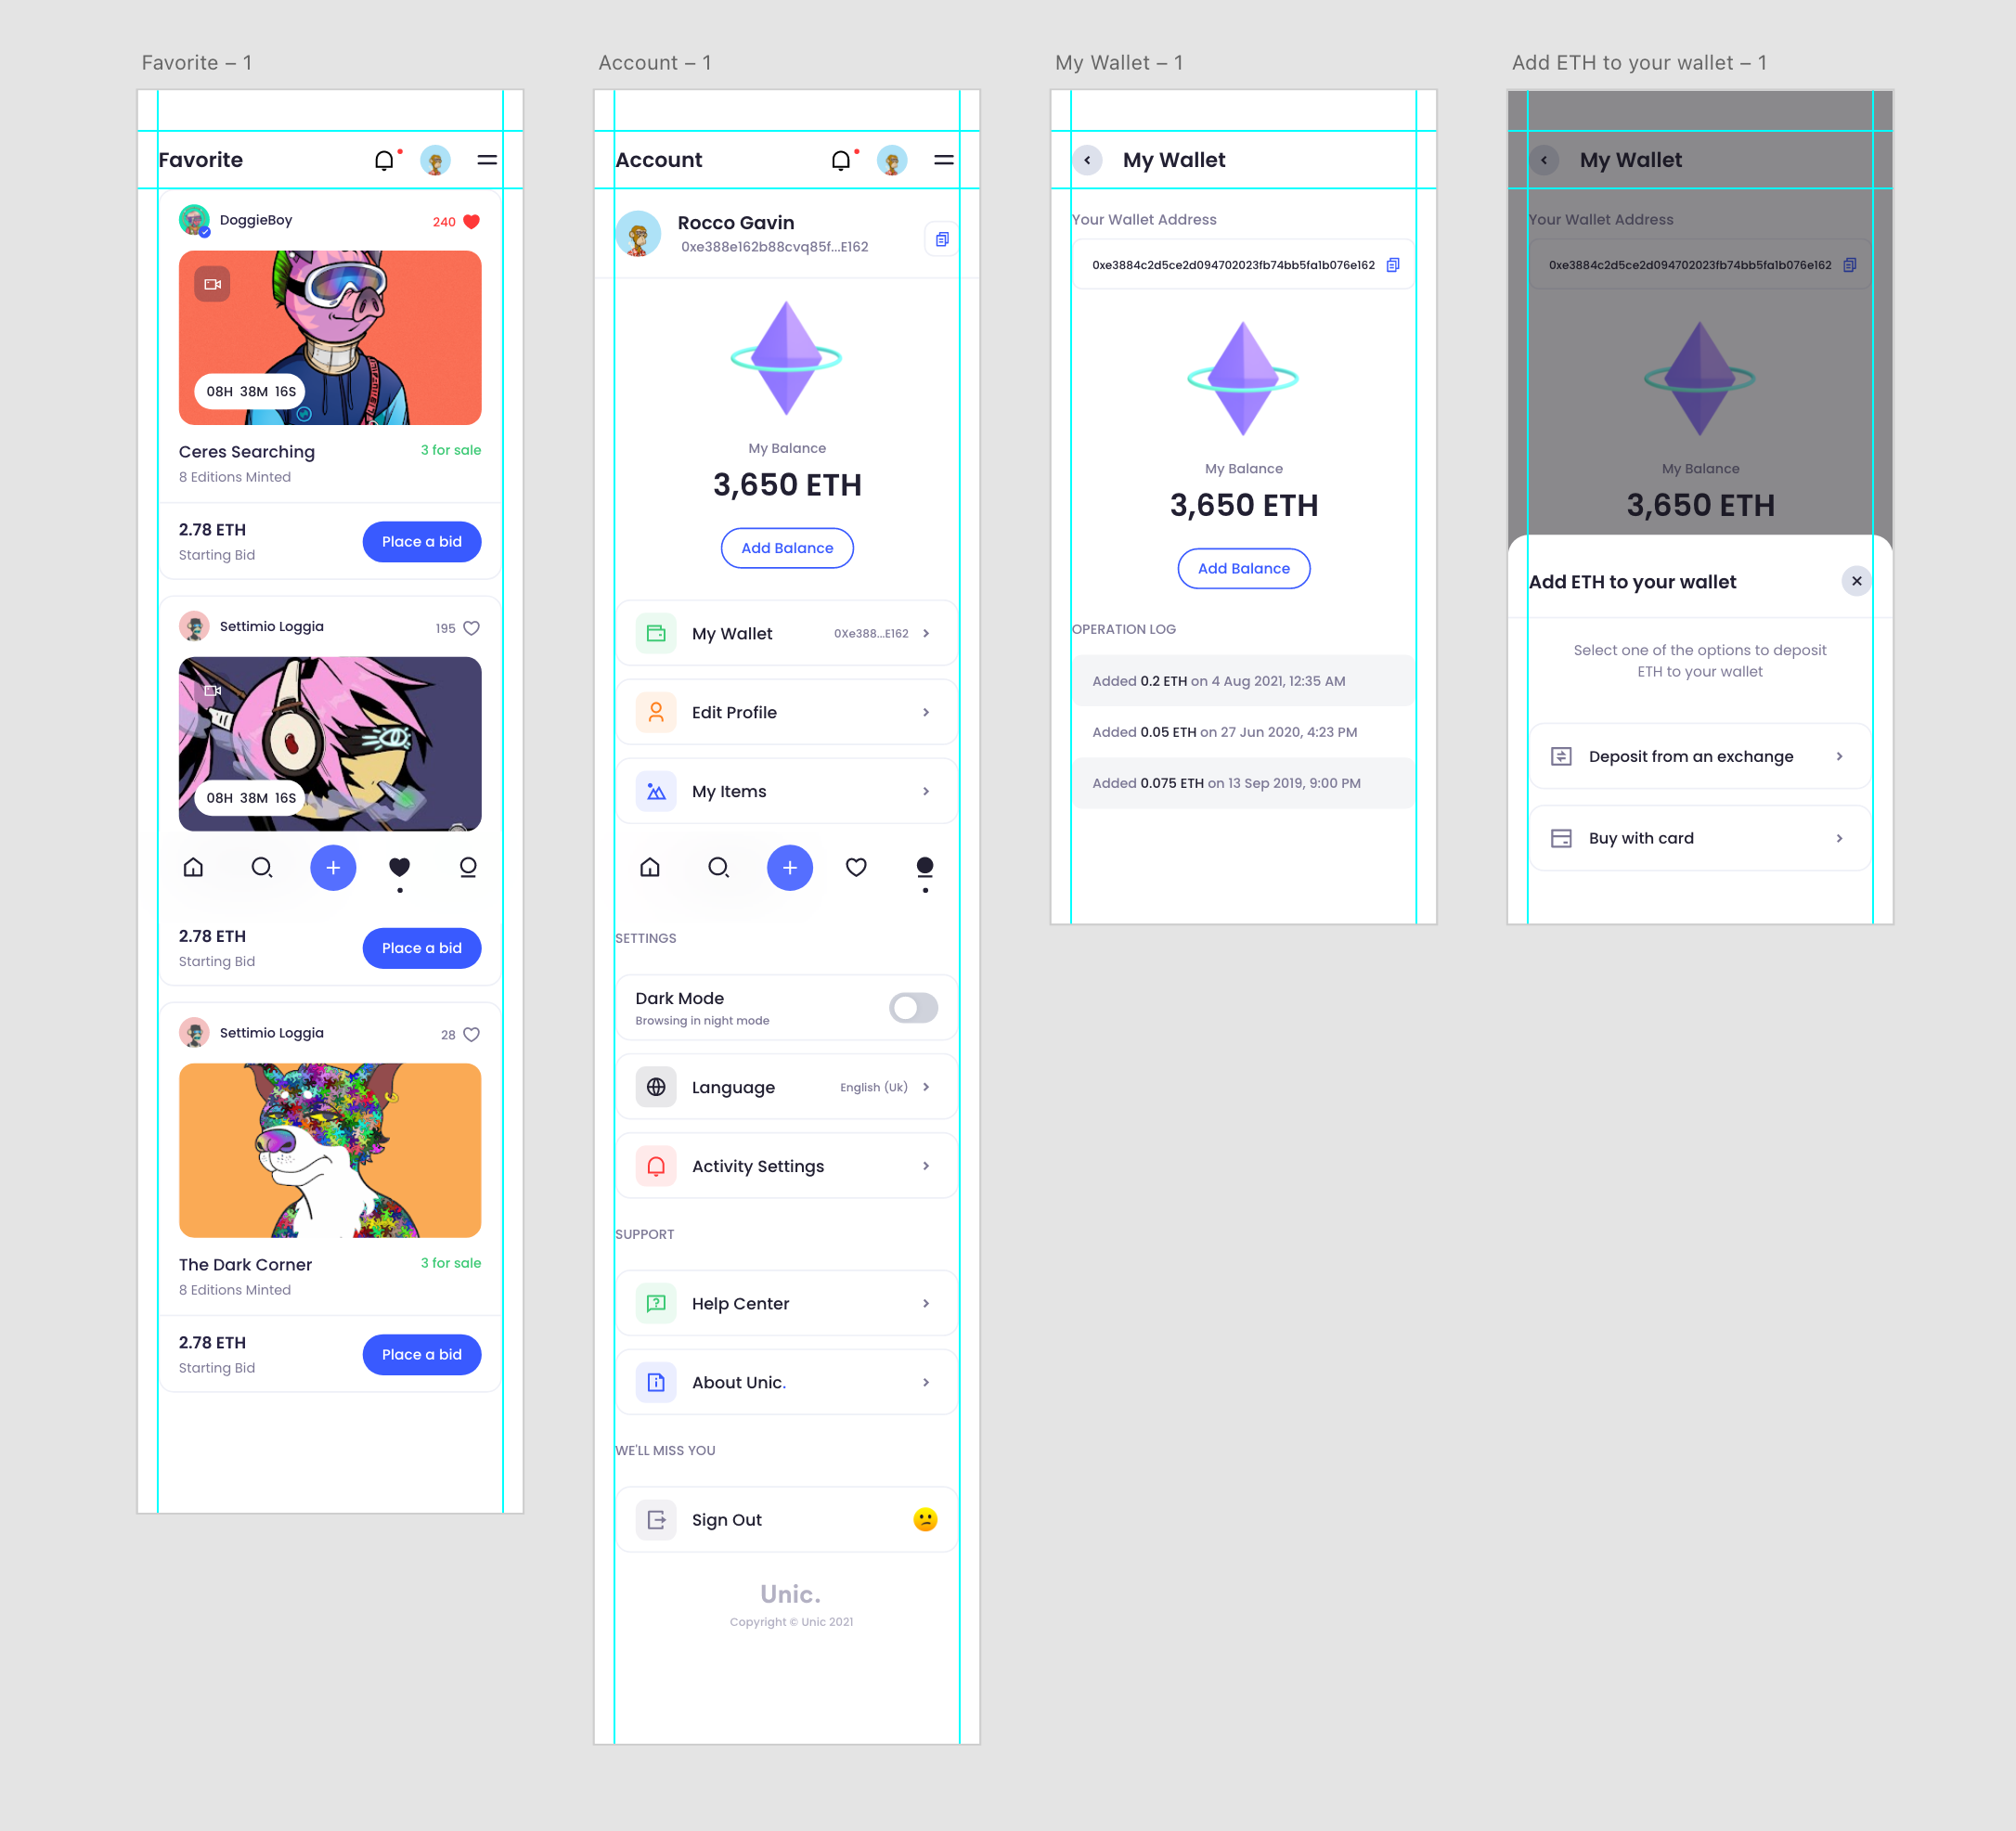 Favorite – 1
Favorite
DoggieBoy
240
08H 38M 16S
Ceres Searching
3 for sale
8 Editions Minted
2.78 ETH
Starting Bid
Place a bid
Settimio Loggia
195
08H 38M 16S
2.78 ETH
Starting Bid
Place a bid
Settimio Loggia
28
The Dark Corner
3 for sale
8 Editions Minted
2.78 ETH
Starting Bid
Place a bid
Account – 1
Account
Rocco Gavin
0xe388e162b88cvq85f...E162
My Balance
3,650 ETH
Add Balance
My Wallet
0Xe388...E162
Edit Profile
My Items
SETTINGS
Dark Mode
Browsing in night mode
Language
English (Uk)
Activity Settings
SUPPORT
Help Center
About Unic.
WE'LL MISS YOU
Sign Out
Unic.
Copyright © Unic 2021
My Wallet – 1
My Wallet
Your Wallet Address
0xe3884c2d5ce2d094702023fb74bb5fa1b076e162
My Balance
3,650 ETH
Add Balance
OPERATION LOG
Added 0.2 ETH on 4 Aug 2021, 12:35 AM
Added 0.05 ETH on 27 Jun 2020, 4:23 PM
Added 0.075 ETH on 13 Sep 2019, 9:00 PM
Add ETH to your wallet – 1
My Wallet
Your Wallet Address
0xe3884c2d5ce2d094702023fb74bb5fa1b076e162
My Balance
3,650 ETH
Add ETH to your wallet
Select one of the options to deposit
ETH to your wallet
Deposit from an exchange
Buy with card